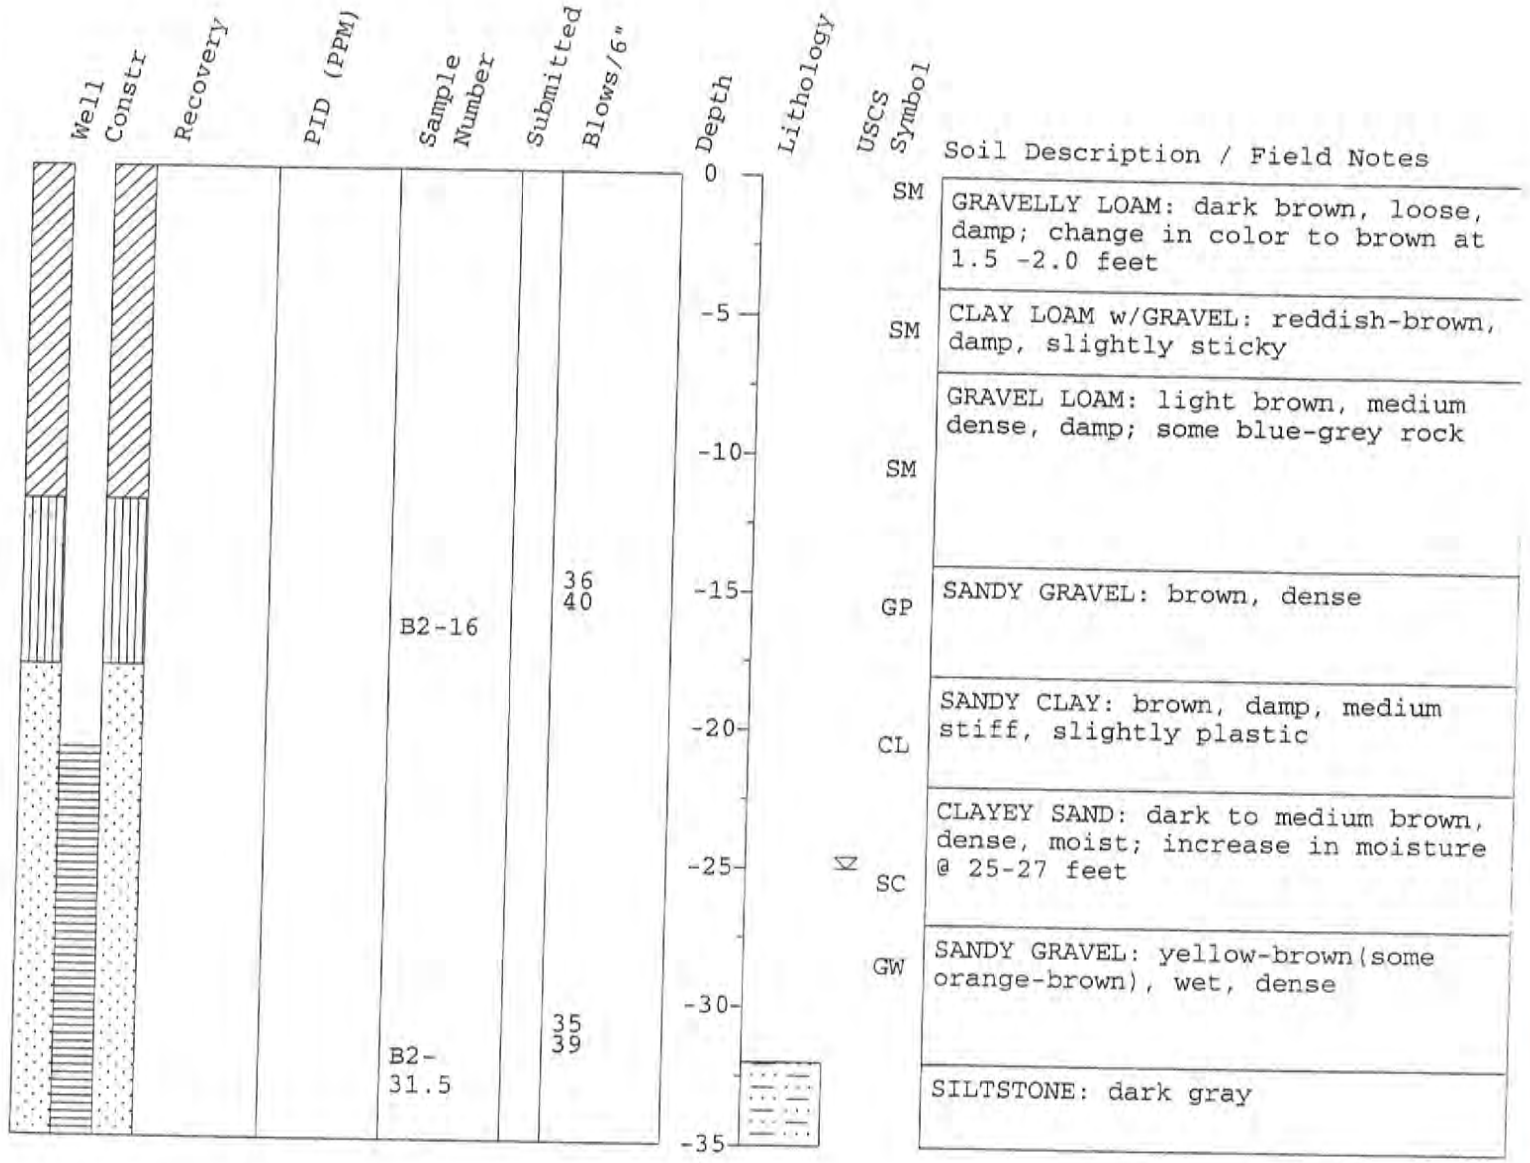 Well
Constr
Recovery
PID (PPM)
Sample
Number
Submitted
Blows/6"
Depth
Lithology
USCS
Symbol
Soil Description / Field Notes
0
SM
GRAVELLY LOAM: dark brown, loose,
damp; change in color to brown at
1.5 -2.0 feet
-5
SM
CLAY LOAM w/GRAVEL: reddish-brown,
damp, slightly sticky
GRAVEL LOAM: light brown, medium
dense, damp; some blue-grey rock
-10
SM
36
40
-15
B2-16
GP
SANDY GRAVEL: brown, dense
SANDY CLAY: brown, damp, medium
stiff, slightly plastic
-20
CL
CLAYEY SAND: dark to medium brown,
dense, moist; increase in moisture
@ 25-27 feet
-25
SC
SANDY GRAVEL: yellow-brown(some
orange-brown), wet, dense
GW
-30
35
39
B2-
31.5
SILTSTONE: dark gray
-35